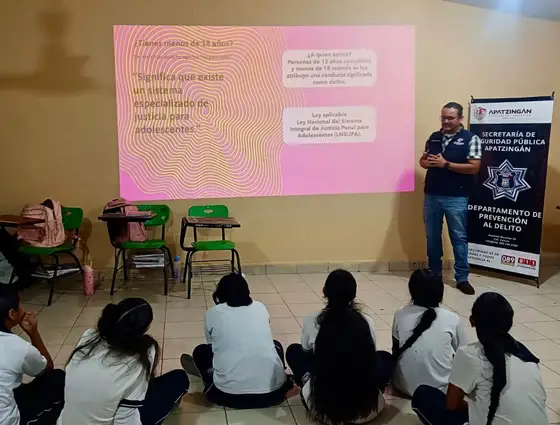 ¿Tienes menos de 18 años?
"Significa que existe
un sistema
especializado de
justicia para
adolescentes."
¿A quien aplica?
Personas de 12 años cumplidos
y menos de 18 cuando se les
atribuye una conducta tipificada
como delito.
Ley aplicable
Ley Nacional del Sistema
Integral de Justicia Penal para
Adolescentes (LNSIJPA).
APATZINGÁN
SECRETARÍA DE
SEGURIDAD PÚBLICA
APATZINGÁN
DEPARTAMENTO DE
PREVENCIÓN
AL DELITO
089
911